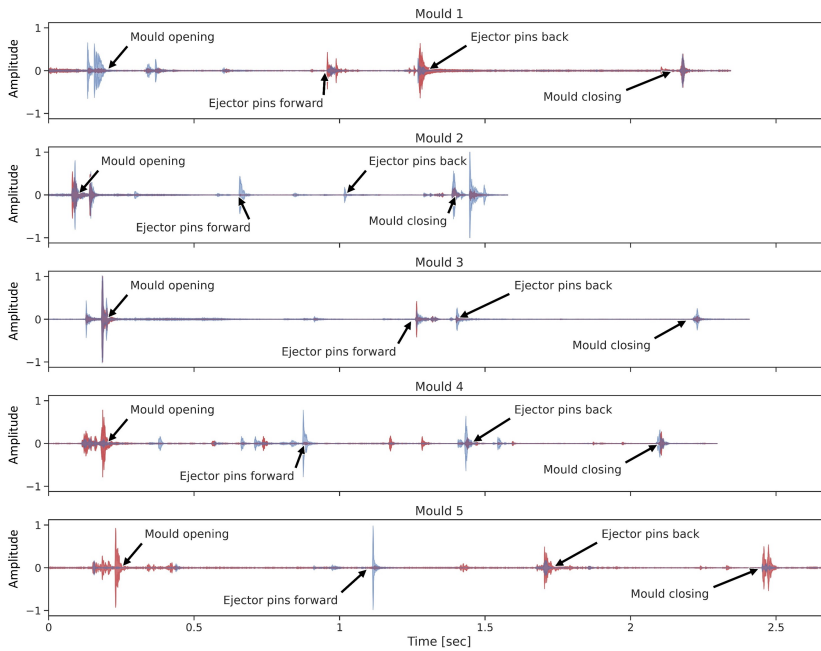 Mould 1
1
Mould opening
Ejector pins back
Amplitude
0
Ejector pins forward
Mould closing
−1
Mould 2
1
Mould opening
Ejector pins back
Amplitude
0
Ejector pins forward
Mould closing
−1
Mould 3
1
Mould opening
Ejector pins back
Amplitude
0
Ejector pins forward
Mould closing
−1
Mould 4
1
Mould opening
Ejector pins back
Amplitude
0
Ejector pins forward
Mould closing
−1
Mould 5
1
Mould opening
Ejector pins back
Amplitude
0
Ejector pins forward
Mould closing
−1
0 0.5 1 1.5 2 2.5
Time [sec]